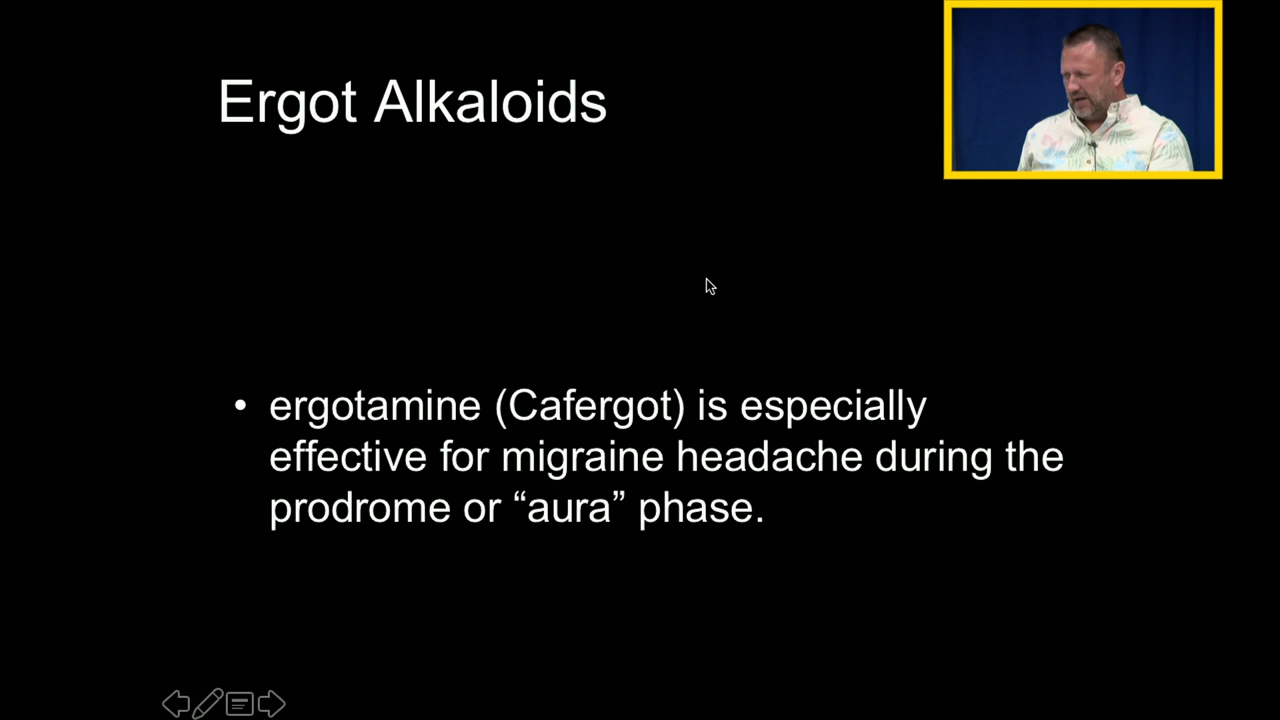 Ergot Alkaloids
• ergotamine (Cafergot) is especially
effective for migraine headache during the
prodrome or “aura” phase.